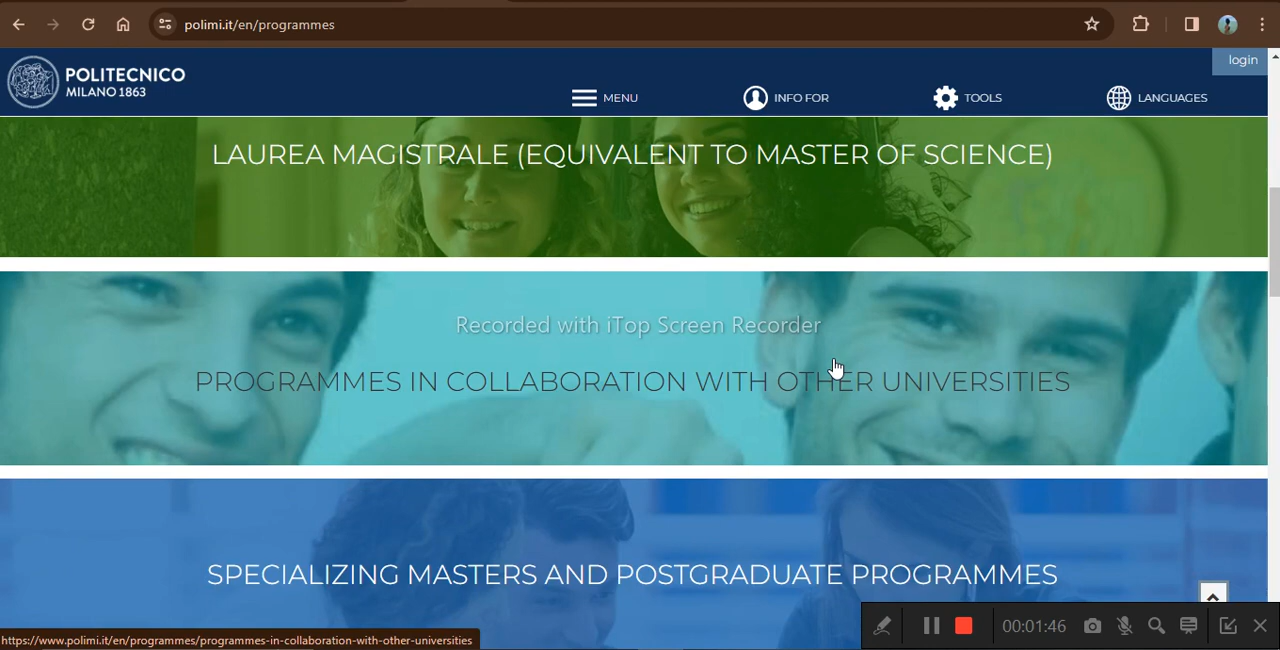 polimi.it/en/programmes
login
POLITECNICO
MILANO 1863
MENU
INFO FOR
TOOLS
LANGUAGES
LAUREA MAGISTRALE (EQUIVALENT TO MASTER OF SCIENCE)
Recorded with iTop Screen Recorder
PROGRAMMES IN COLLABORATION WITH OTHER UNIVERSITIES
SPECIALIZING MASTERS AND POSTGRADUATE PROGRAMMES
00:01:46
https://www.polimi.it/en/programmes/programmes-in-collaboration-with-other-universities